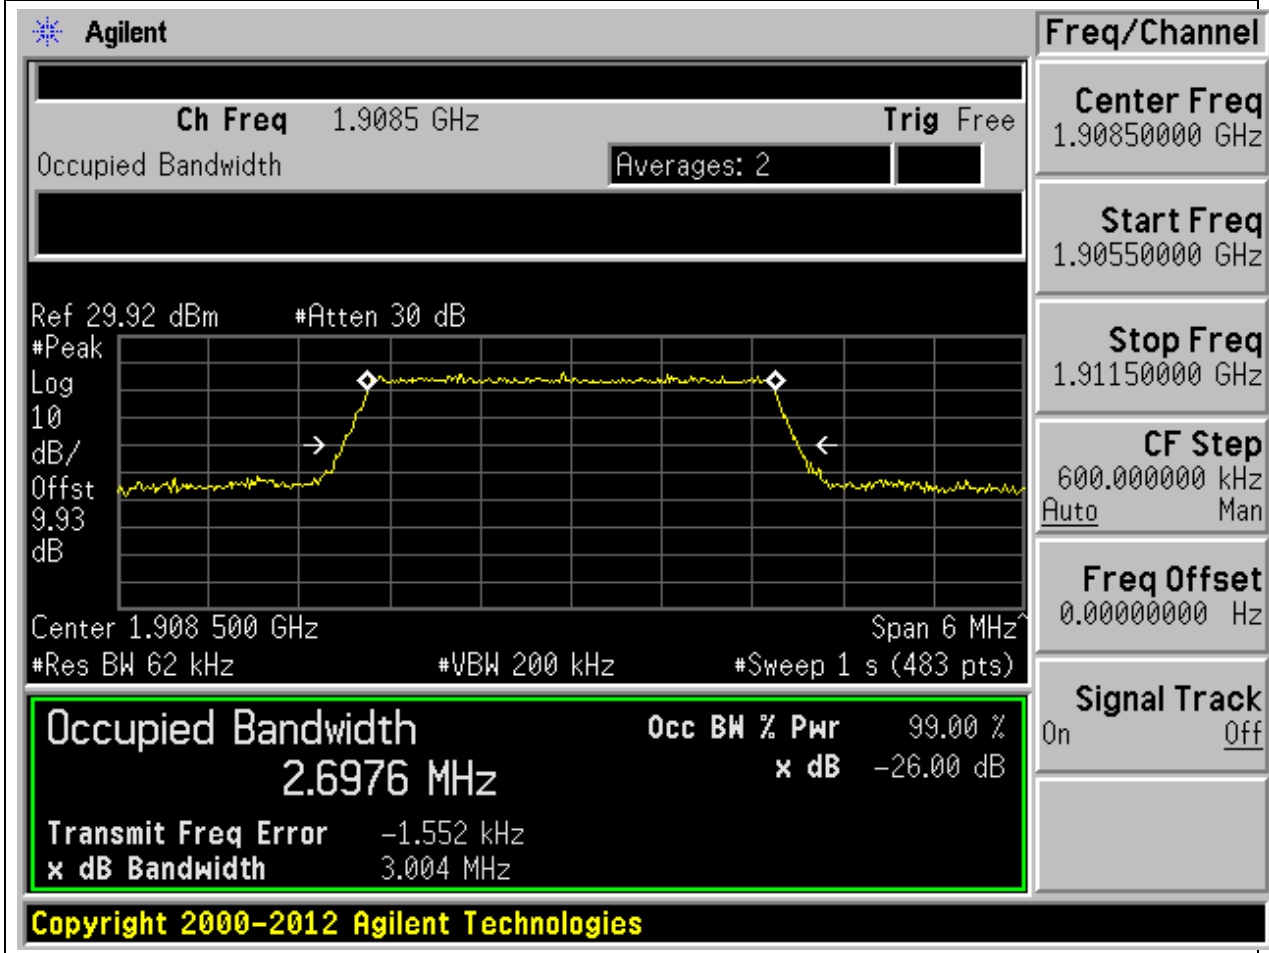 Agilent
Freq/Channel
Ch Freq 1.9085 GHz Trig Free
Occupied Bandwidth Averages: 2
Center Freq
1.90850000 GHz
Start Freq
1.90550000 GHz
Stop Freq
1.91150000 GHz
CF Step
600.000000 kHz
Auto Man
Freq Offset
0.00000000 Hz
Signal Track
On Off
Ref 29.92 dBm #Atten 30 dB
#Peak
Log
10
dB/
Offst
9.93
dB
Center 1.908 500 GHz Span 6 MHz^
#Res BW 62 kHz #VBW 200 kHz #Sweep 1 s (483 pts)
Occupied Bandwidth Occ BW % Pwr 99.00 %
2.6976 MHz x dB -26.00 dB
Transmit Freq Error -1.552 kHz
x dB Bandwidth 3.004 MHz
Copyright 2000-2012 Agilent Technologies